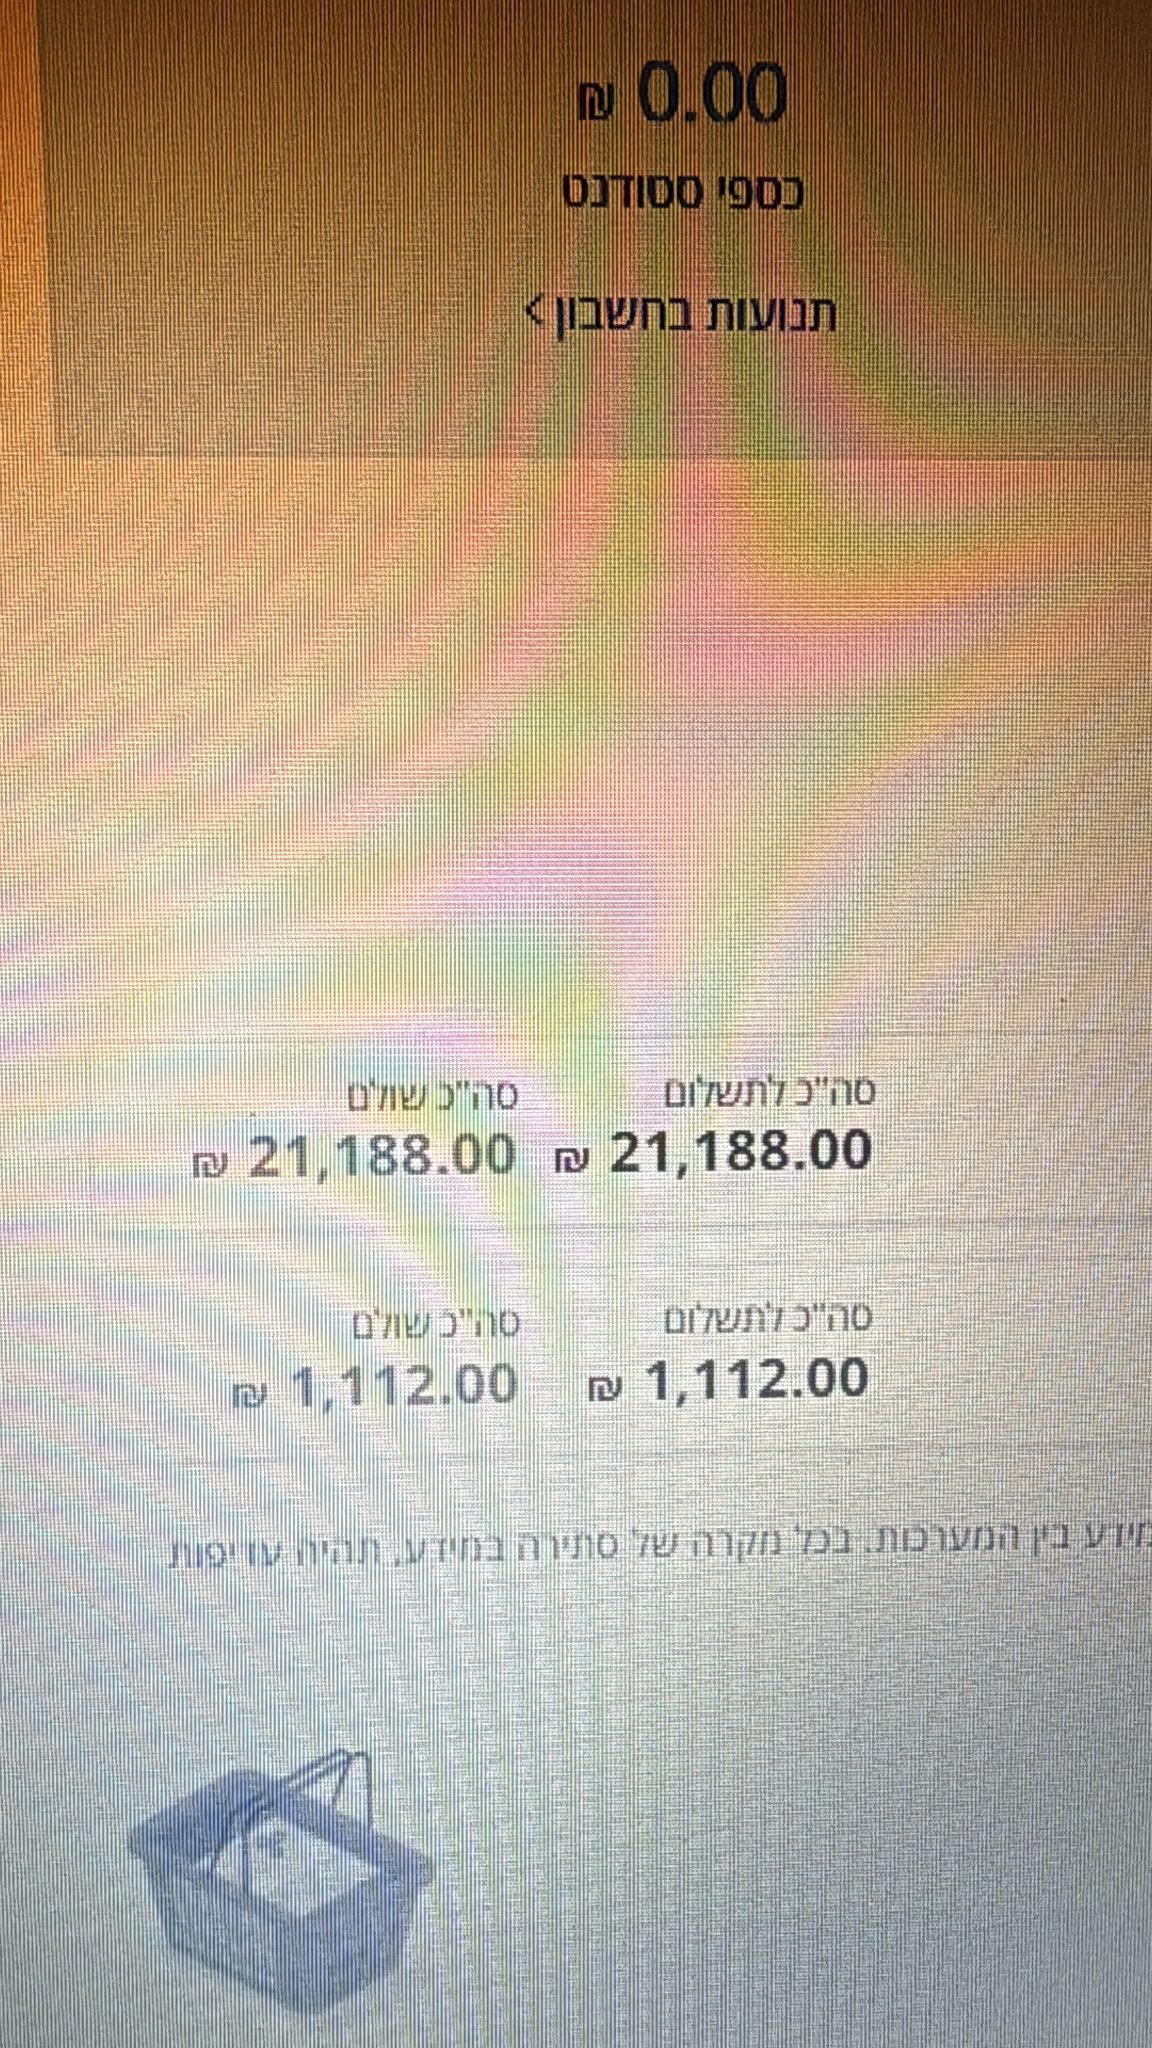 0.00 ₪
כספי סטודנט
תנועות בחשבון >
סה"כ לתשלום סה"כ שולם
21,188.00 ₪ 21,188.00 ₪
סה"כ לתשלום סה"כ שולם
1,112.00 ₪ 1,112.00 ₪
בין המערכות. בכל מקרה של סתירה במידע, תהיה עדיפות